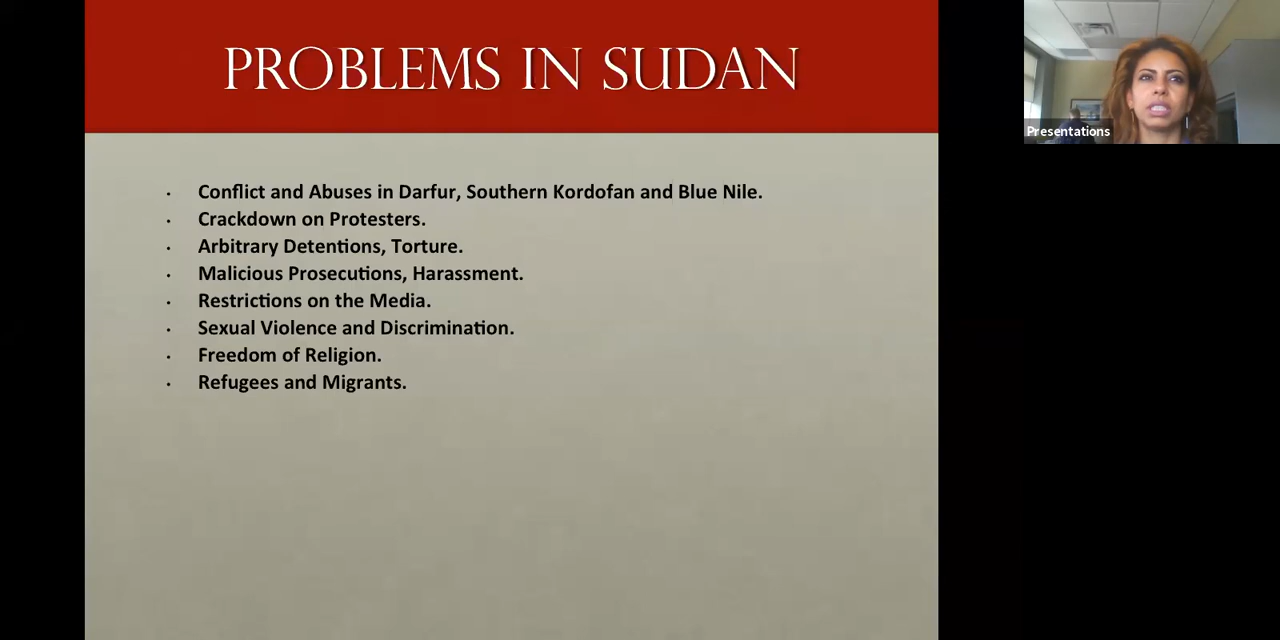 PROBLEMS IN SUDAN
Presentations
· Conflict and Abuses in Darfur, Southern Kordofan and Blue Nile.
· Crackdown on Protesters.
· Arbitrary Detentions, Torture.
· Malicious Prosecutions, Harassment.
· Restrictions on the Media.
· Sexual Violence and Discrimination.
· Freedom of Religion.
· Refugees and Migrants.